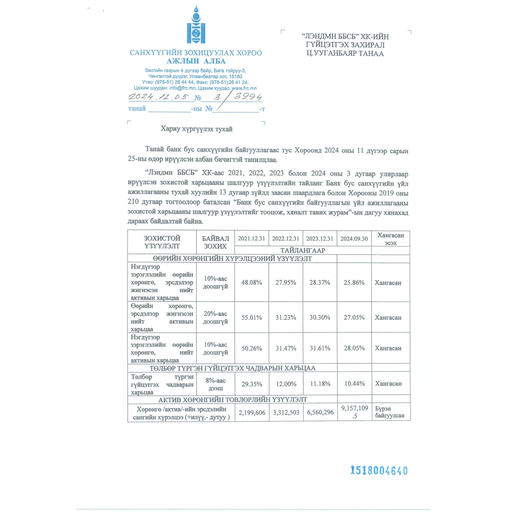 САНХҮҮГИЙН ЗОХИЦУУЛАХ ХОРОО
АЖЛЫН АЛБА
Засгийн газрын 4 дүгээр байр, Бага тойруу-3,
Чингэлтэй дүүрэг, Улаанбаатар хот, 15160
Утас: (976-51) 26 44 44, Факс: (976-51)
Цахим шуудан: info@frc.mn, Цахим хуудас: www.frc.mn
2024.12.05 № 3/3994
танай ____-ны №____-т
"ЛЭНДМН ББСБ" ХК-ИЙН
ГҮЙЦЭТГЭХ ЗАХИРАЛ
Ц.УУГАНБАЯР ТАНАА
Хариу хүргүүлэх тухай
Танай банк бус санхүүгийн байгууллагаас тус Хороонд 2024 оны 11 дүгээр сарын
25-ны өдөр ирүүлсэн албан бичигтэй танилцлаа.
"ЛЭНДМН ББСБ" ХК-аас 2021, 2022, 2023 болон 2024 оны 3 дугаар улирлаар
ирүүлсэн зохистой харьцааны шалгуур үзүүлэлтийн тайланг Банк бус санхүүгийн үйл
ажиллагааны тухай хуулийн 13 дугаар зүйлд заасан шаардлага болон Хорооны 2019 оны
210 дугаар тогтоолоор баталсан "Банк бус санхүүгийн байгууллагын үйл ажиллагааны
зохистой харьцааны шалгуур үзүүлэлтийг тооцож, хяналт тавих журам"-ын дагуу хянахад
дараах байдалтай байна.
ЗОХИСТОЙ ҮЗҮҮЛЭЛТ БАЙВАЛ ЗОХИХ 2021.12.31 2022.12.31 2023.12.31 2024.09.30 Хангасан эсэх
ТАЙЛАНГААР
ӨӨРИЙН ХӨРӨНГИЙН ХҮРЭЛЦЭЭНИЙ ҮЗҮҮЛЭЛТ
Нэгдүгээр зэрэглэлийн өөрийн хөрөнгө, эрсдэлээр жигнэсэн нийт активын харьцаа 10%-аас доошгүй 48.08% 27.95% 28.37% 25.86% Хангасан
Өөрийн хөрөнгө, эрсдэлээр жигнэсэн нийт активын харьцаа 20%-аас доошгүй 55.01% 31.23% 30.30% 27.05% Хангасан
Нэгдүгээр зэрэглэлийн өөрийн хөрөнгө, нийт активын харьцаа 10%-аас доошгүй 50.26% 31.47% 31.61% 28.05% Хангасан
ТӨЛБӨР ТҮРГЭН ГҮЙЦЭТГЭХ ЧАДВАРЫН ХАРЬЦАА
Төлбөр түргэн гүйцэтгэх чадварын харьцаа 8%-аас дээш 29.35% 12.00% 11.18% 10.44% Хангасан
АКТИВ ХӨРӨНГИЙН ТӨВЛӨРЛИЙН ҮЗҮҮЛЭЛТ
Хөрөнгө /актив/-ийн эрсдэлийн сангийн хүрэлцээ (+илүү,- дутуу ) 2,199,606 3,312,503 6,560,296 9,157,109.5 Бүрэн байгуулсан
1518004640